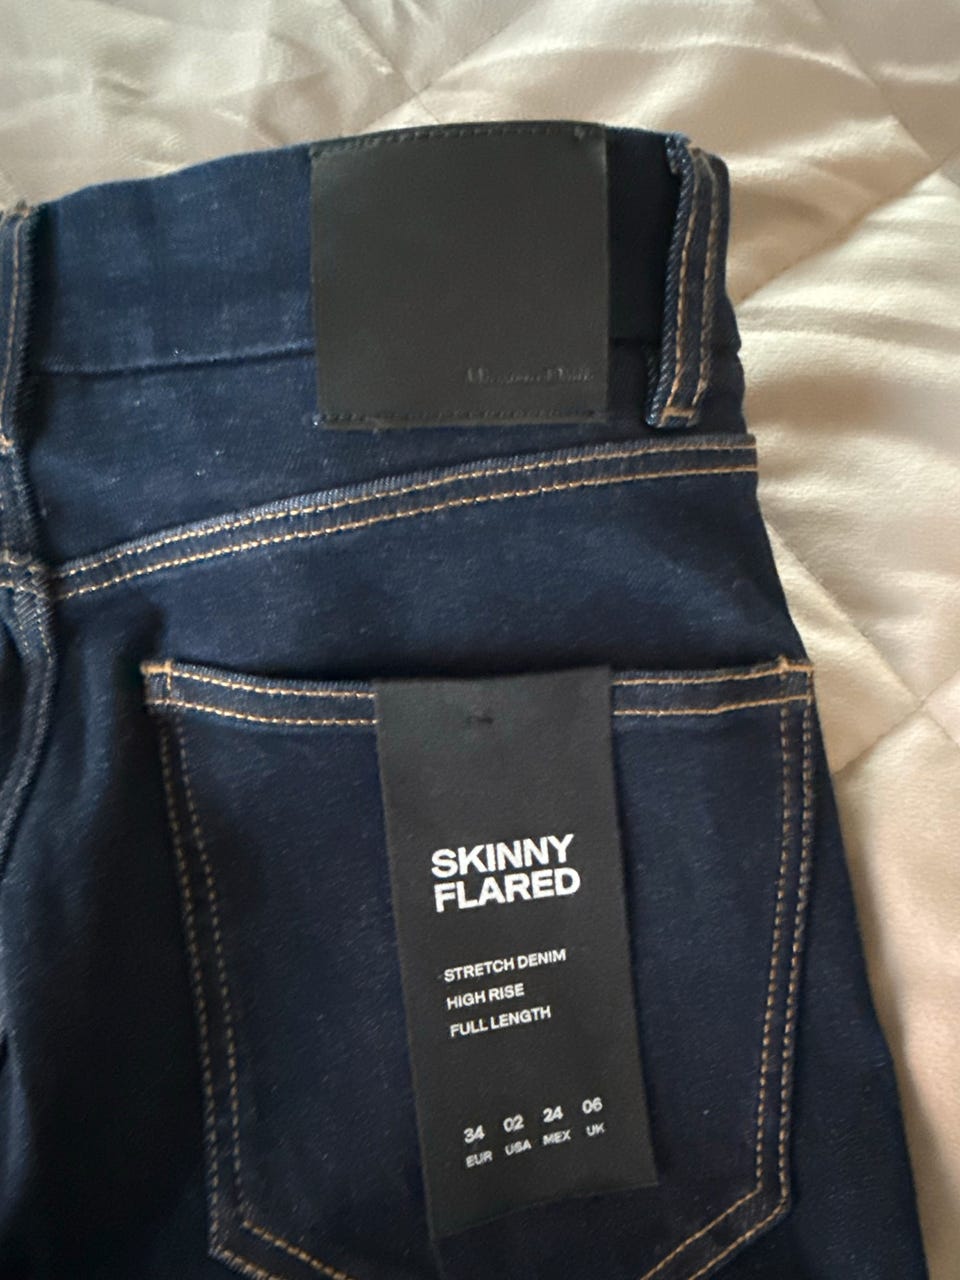 SKINNY
FLARED
STRETCH DENIM
HIGH RISE
FULL LENGTH
34 02 24 06
EUR USA MEX UK